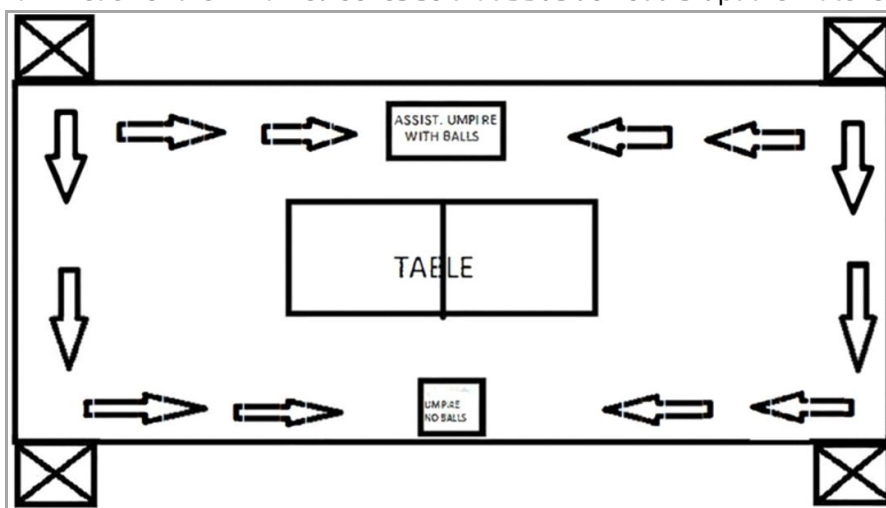 ASSIST. UMPIRE
WITH BALLS
TABLE
UMPIRE
NO BALLS